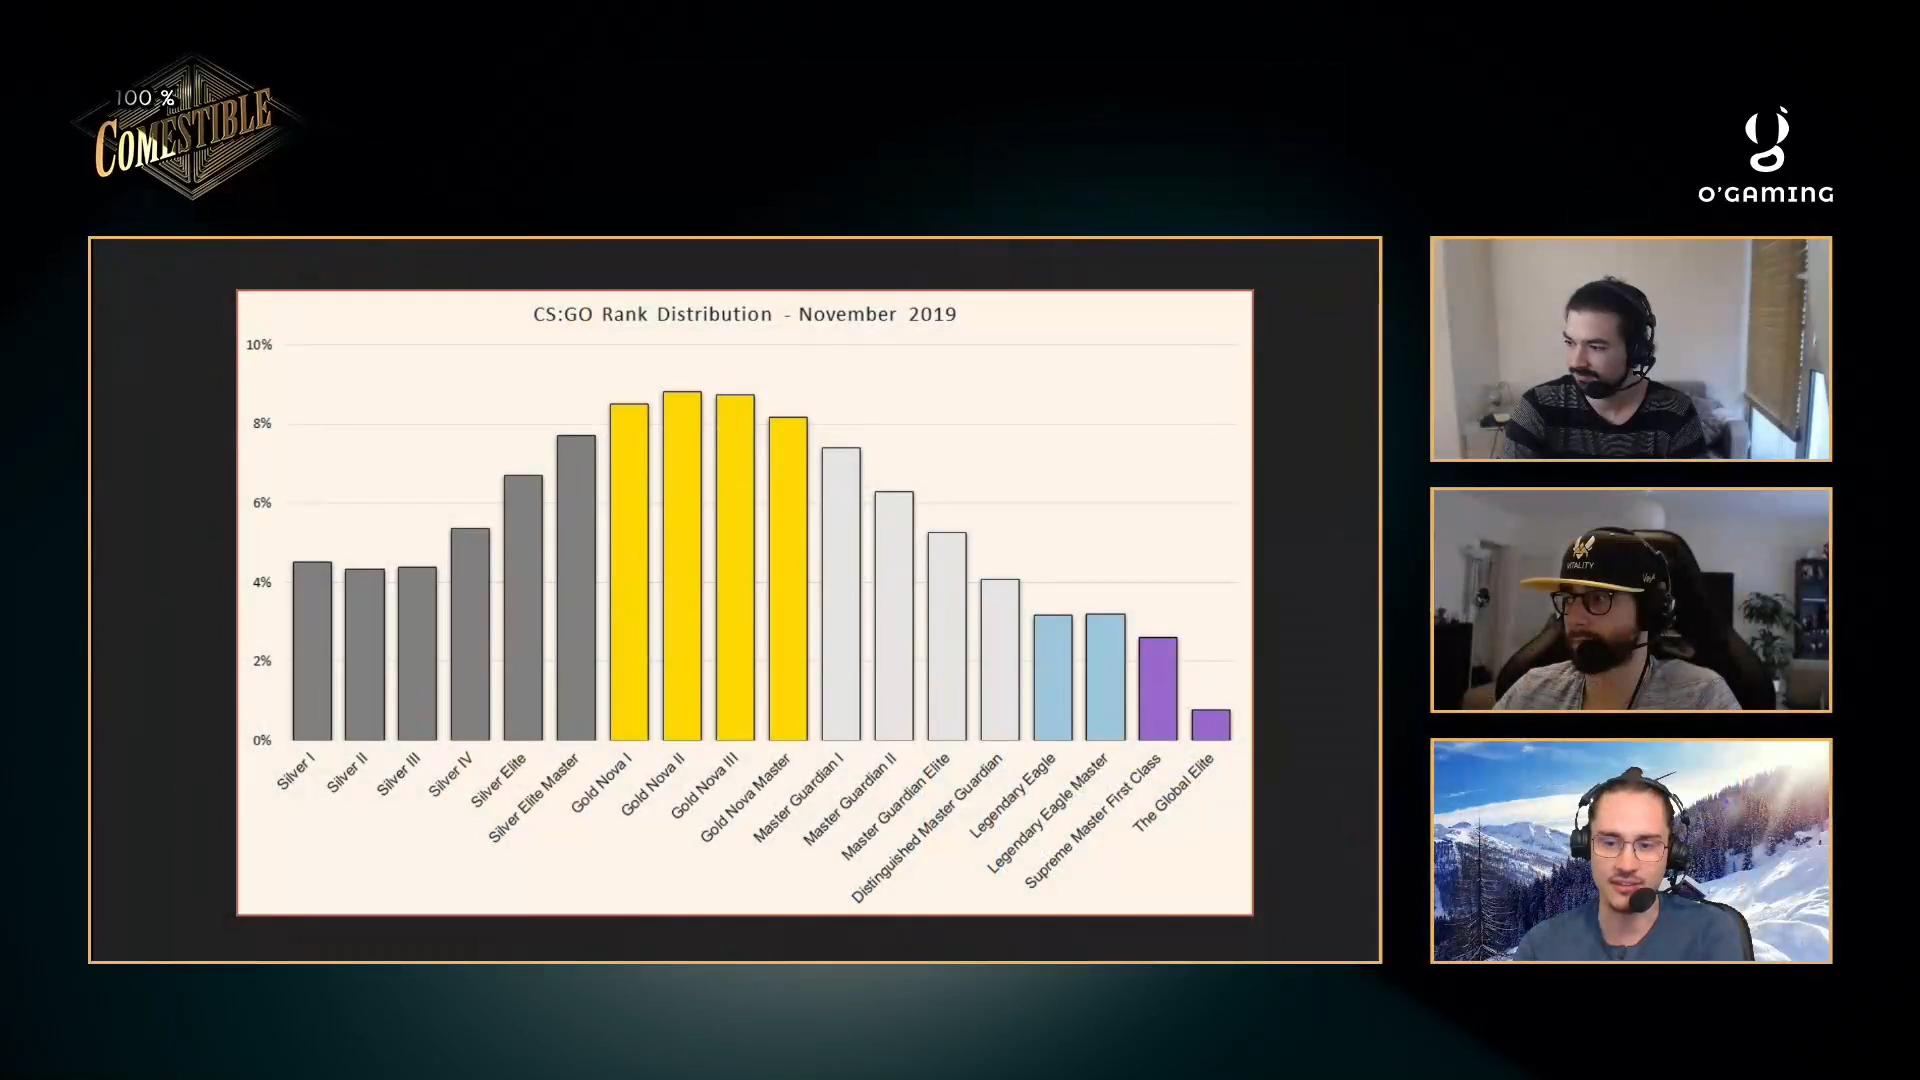 100 %
COMESTIBLE
O'GAMING
CS:GO Rank Distribution - November 2019
10%
8%
6%
4%
2%
0%
Silver I
Silver II
Silver III
Silver IV
Silver Elite
Silver Elite Master
Gold Nova I
Gold Nova II
Gold Nova III
Gold Nova Master
Master Guardian I
Master Guardian II
Master Guardian Elite
Distinguished Master Guardian
Legendary Eagle
Legendary Eagle Master
Supreme Master First Class
The Global Elite
VITALITY